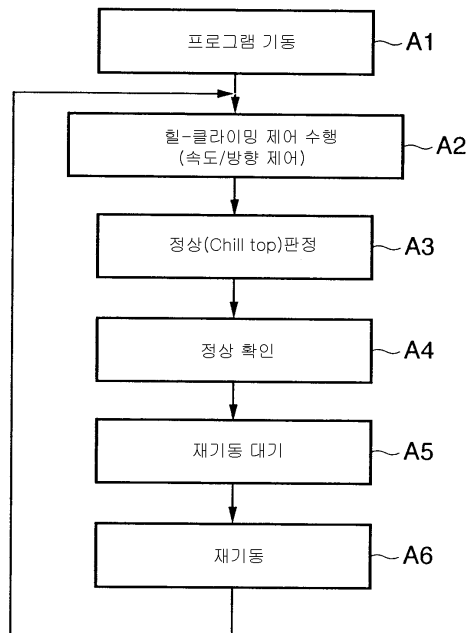 프로그램 기동
A1
힐-클라이밍 제어 수행
(속도/방향 제어)
A2
정상(Chill top)판정
A3
정상 확인
A4
재기동 대기
A5
재기동
A6